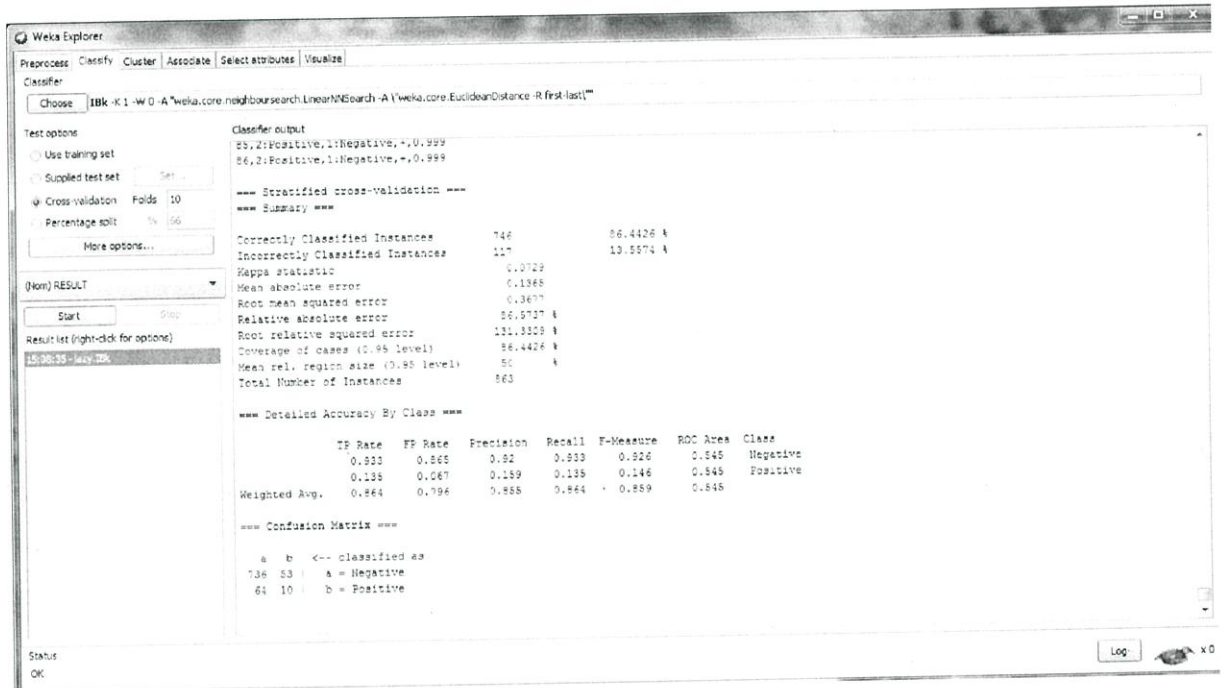 Weka Explorer
Preprocess Classify Cluster Associate Select attributes Visualize
Classifier
Choose IBk -K 1 -W 0 -A "weka.core.neighboursearch.LinearNNSearch -A \"weka.core.EuclideanDistance -R first-last\""
Test options
Use training set
Supplied test set Set...
Cross-validation Folds 10
Percentage split % 66
More options...
(Nom) RESULT
Start Stop
Result list (right-click for options)
15:38:35 - lazy.IBk
Classifier output
85,2:Positive,1:Negative,+,0.999
86,2:Positive,1:Negative,+,0.999
=== Stratified cross-validation ===
=== Summary ===
Correctly Classified Instances 746 86.4426 %
Incorrectly Classified Instances 117 13.5574 %
Kappa statistic 0.0729
Mean absolute error 0.1368
Root mean squared error 0.3677
Relative absolute error 86.5737 %
Root relative squared error 131.3309 %
Coverage of cases (0.95 level) 86.4426 %
Mean rel. region size (0.95 level) 50 %
Total Number of Instances 863
=== Detailed Accuracy By Class ===
TP Rate FP Rate Precision Recall F-Measure ROC Area Class
0.933 0.865 0.92 0.933 0.926 0.545 Negative
0.135 0.067 0.159 0.135 0.146 0.545 Positive
Weighted Avg. 0.864 0.796 0.855 0.864 0.859 0.545
=== Confusion Matrix ===
a b <-- classified as
736 53 | a = Negative
64 10 | b = Positive
Status
OK
Log x 0